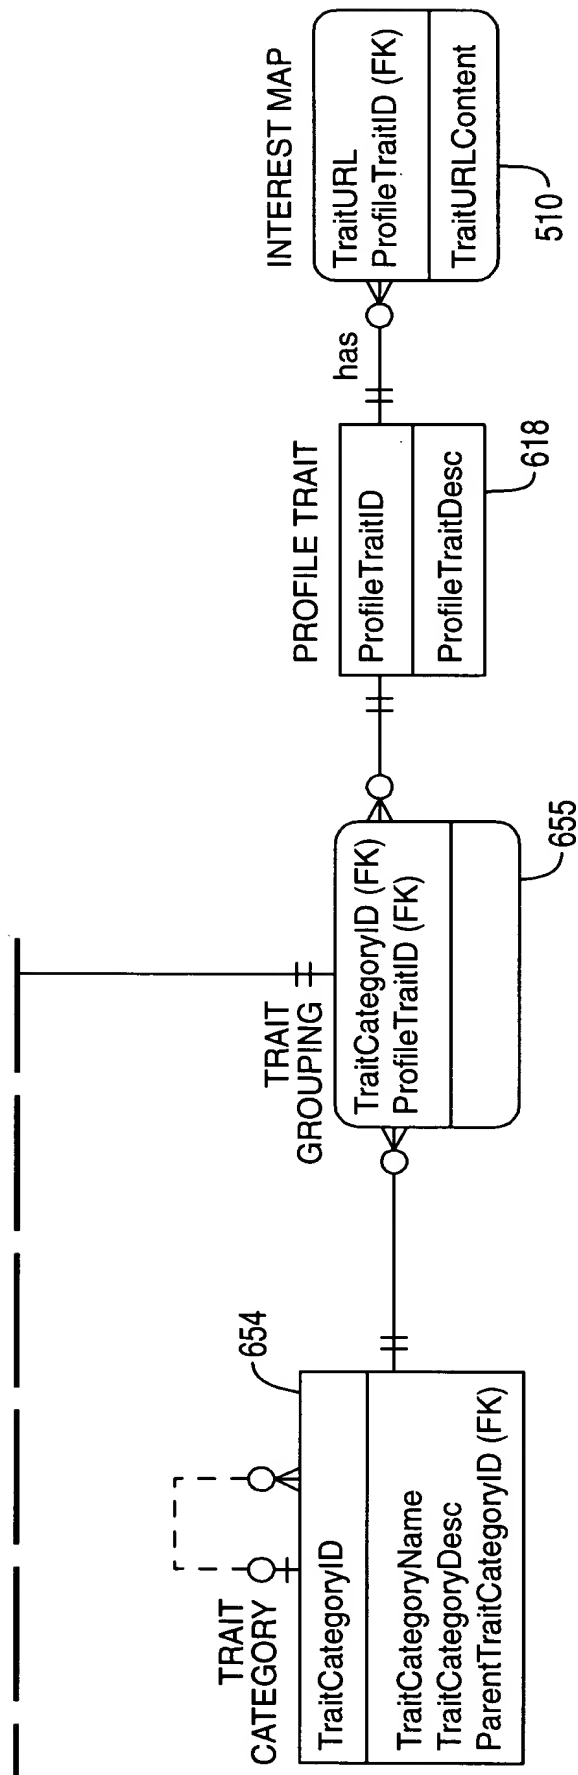 TRAIT
CATEGORY
654
TraitCategoryID
TraitCategoryName
TraitCategoryDesc
ParentTraitCategoryID (FK)
TRAIT
GROUPING
TraitCategoryID (FK)
ProfileTraitID (FK)
655
PROFILE TRAIT
ProfileTraitID
ProfileTraitDesc
618
has
INTEREST MAP
TraitURL
ProfileTraitID (FK)
TraitURLContent
510